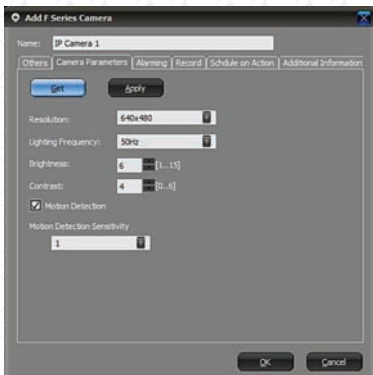 Add F Series Camera
Name: IP Camera 1
Others Camera Parameters Alarming Record Schdule on Action Additional Information
Get Apply
Resolution: 640x480
Lighting Frequency: 50Hz
Brightness: 6 [1..15]
Contrast: 4 [0..6]
Motion Detection
Motion Detection Sensitivity
1
OK Cancel